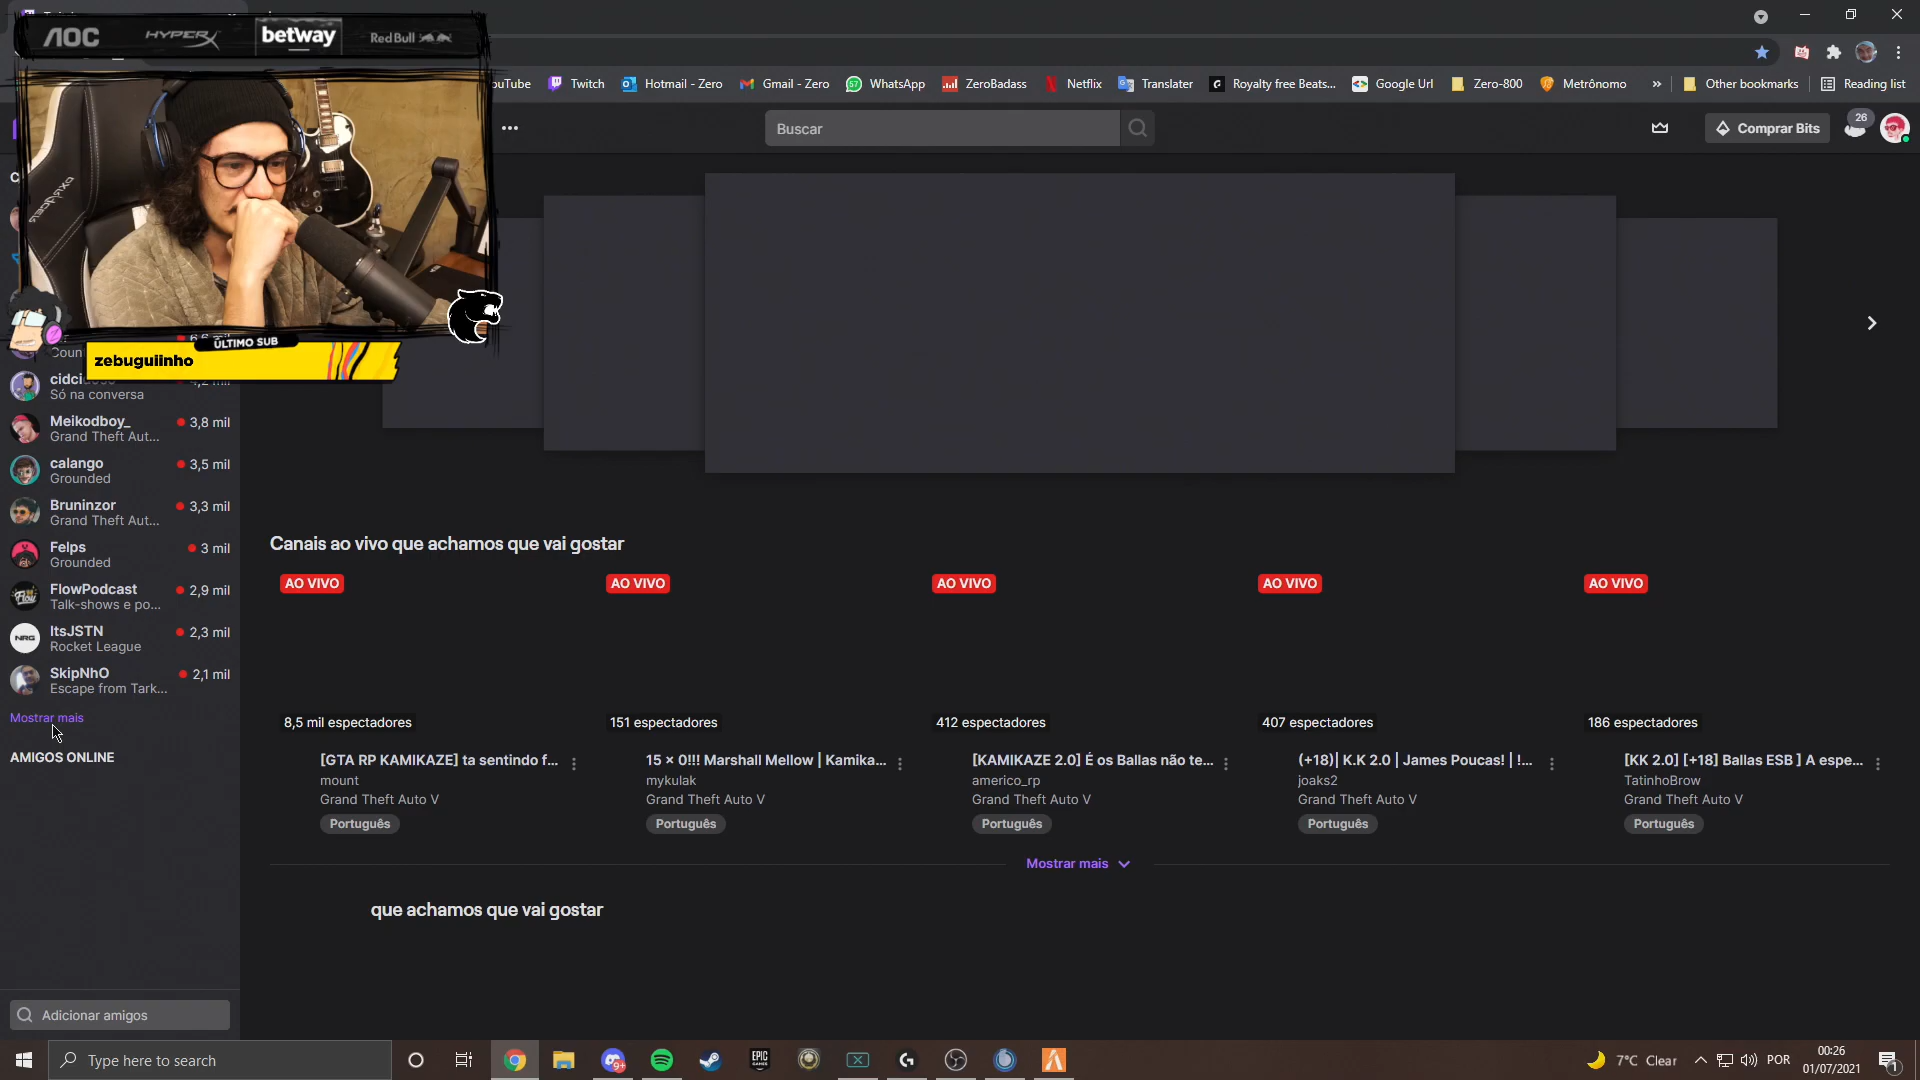 AOC
HYPERX
betway
Red Bull
YouTube
Twitch
Hotmail - Zero
Gmail - Zero
WhatsApp
ZeroBadass
Netflix
Translater
Royalty free Beats...
Google Url
Zero-800
Metrônomo
»
Other bookmarks
Reading list
Buscar
Comprar Bits
26
ÚLTIMO SUB
zebuguiinho
Só na conversa
Meikodboy_
3,8 mil
Grand Theft Aut...
calango
3,5 mil
Grounded
Bruninzor
3,3 mil
Grand Theft Aut...
Felps
3 mil
Grounded
FlowPodcast
2,9 mil
Talk-shows e po...
ItsJSTN
2,3 mil
Rocket League
SkipNhO
2,1 mil
Escape from Tark...
Mostrar mais
AMIGOS ONLINE
Adicionar amigos
Canais ao vivo que achamos que vai gostar
AO VIVO
8,5 mil espectadores
[GTA RP KAMIKAZE] ta sentindo f...
mount
Grand Theft Auto V
Português
AO VIVO
151 espectadores
15 x 0!!! Marshall Mellow | Kamika...
mykulak
Grand Theft Auto V
Português
AO VIVO
412 espectadores
[KAMIKAZE 2.0] É os Ballas não te...
americo_rp
Grand Theft Auto V
Português
AO VIVO
407 espectadores
(+18)| K.K 2.0 | James Poucas! | !...
joaks2
Grand Theft Auto V
Português
AO VIVO
186 espectadores
[KK 2.0] [+18] Ballas ESB ] A espe...
TatinhoBrow
Grand Theft Auto V
Português
Mostrar mais
que achamos que vai gostar
Type here to search
9+
EPIC GAMES
7°C Clear
POR
00:26
01/07/2021
1